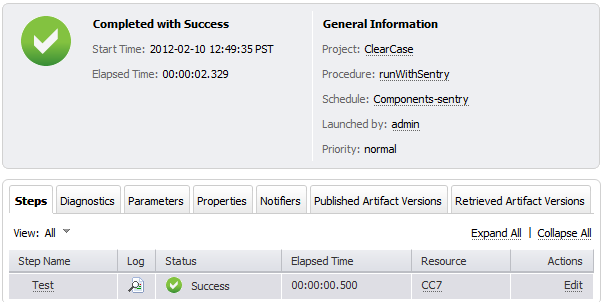 Completed with Success
Start Time: 2012-02-10 12:49:35 PST
Elapsed Time: 00:00:02.329
General Information
Project: ClearCase
Procedure: runWithSentry
Schedule: Components-sentry
Launched by: admin
Priority: normal
Steps Diagnostics Parameters Properties Notifiers Published Artifact Versions Retrieved Artifact Versions
View: All Expand All | Collapse All
Step Name Log Status Elapsed Time Resource Actions
Test Success 00:00:00.500 CC7 Edit